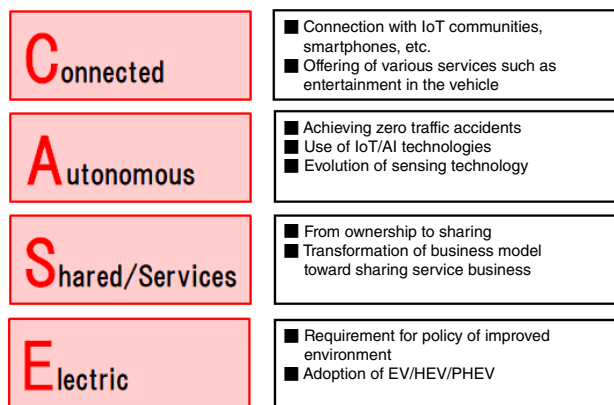 Connected
■ Connection with IoT communities,
smartphones, etc.
■ Offering of various services such as
entertainment in the vehicle
Autonomous
■ Achieving zero traffic accidents
■ Use of IoT/AI technologies
■ Evolution of sensing technology
Shared/Services
■ From ownership to sharing
■ Transformation of business model
toward sharing service business
Electric
■ Requirement for policy of improved
environment
■ Adoption of EV/HEV/PHEV